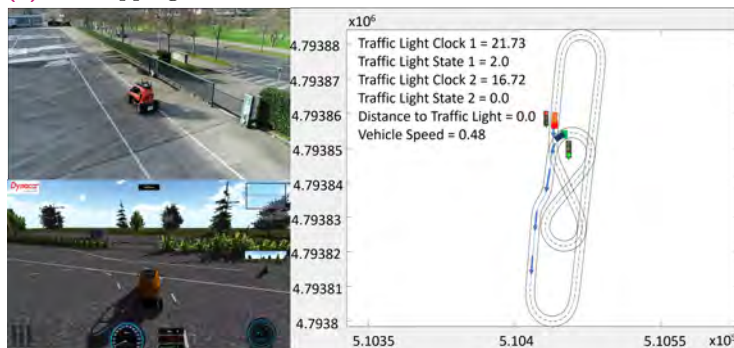 x10⁶
4.79388
4.79387
4.79386
4.79385
4.79384
4.79383
4.79382
4.79381
4.7938
Traffic Light Clock 1 = 21.73
Traffic Light State 1 = 2.0
Traffic Light Clock 2 = 16.72
Traffic Light State 2 = 0.0
Distance to Traffic Light = 0.0
Vehicle Speed = 0.48
Dynacar
5.1035
5.104
5.1055